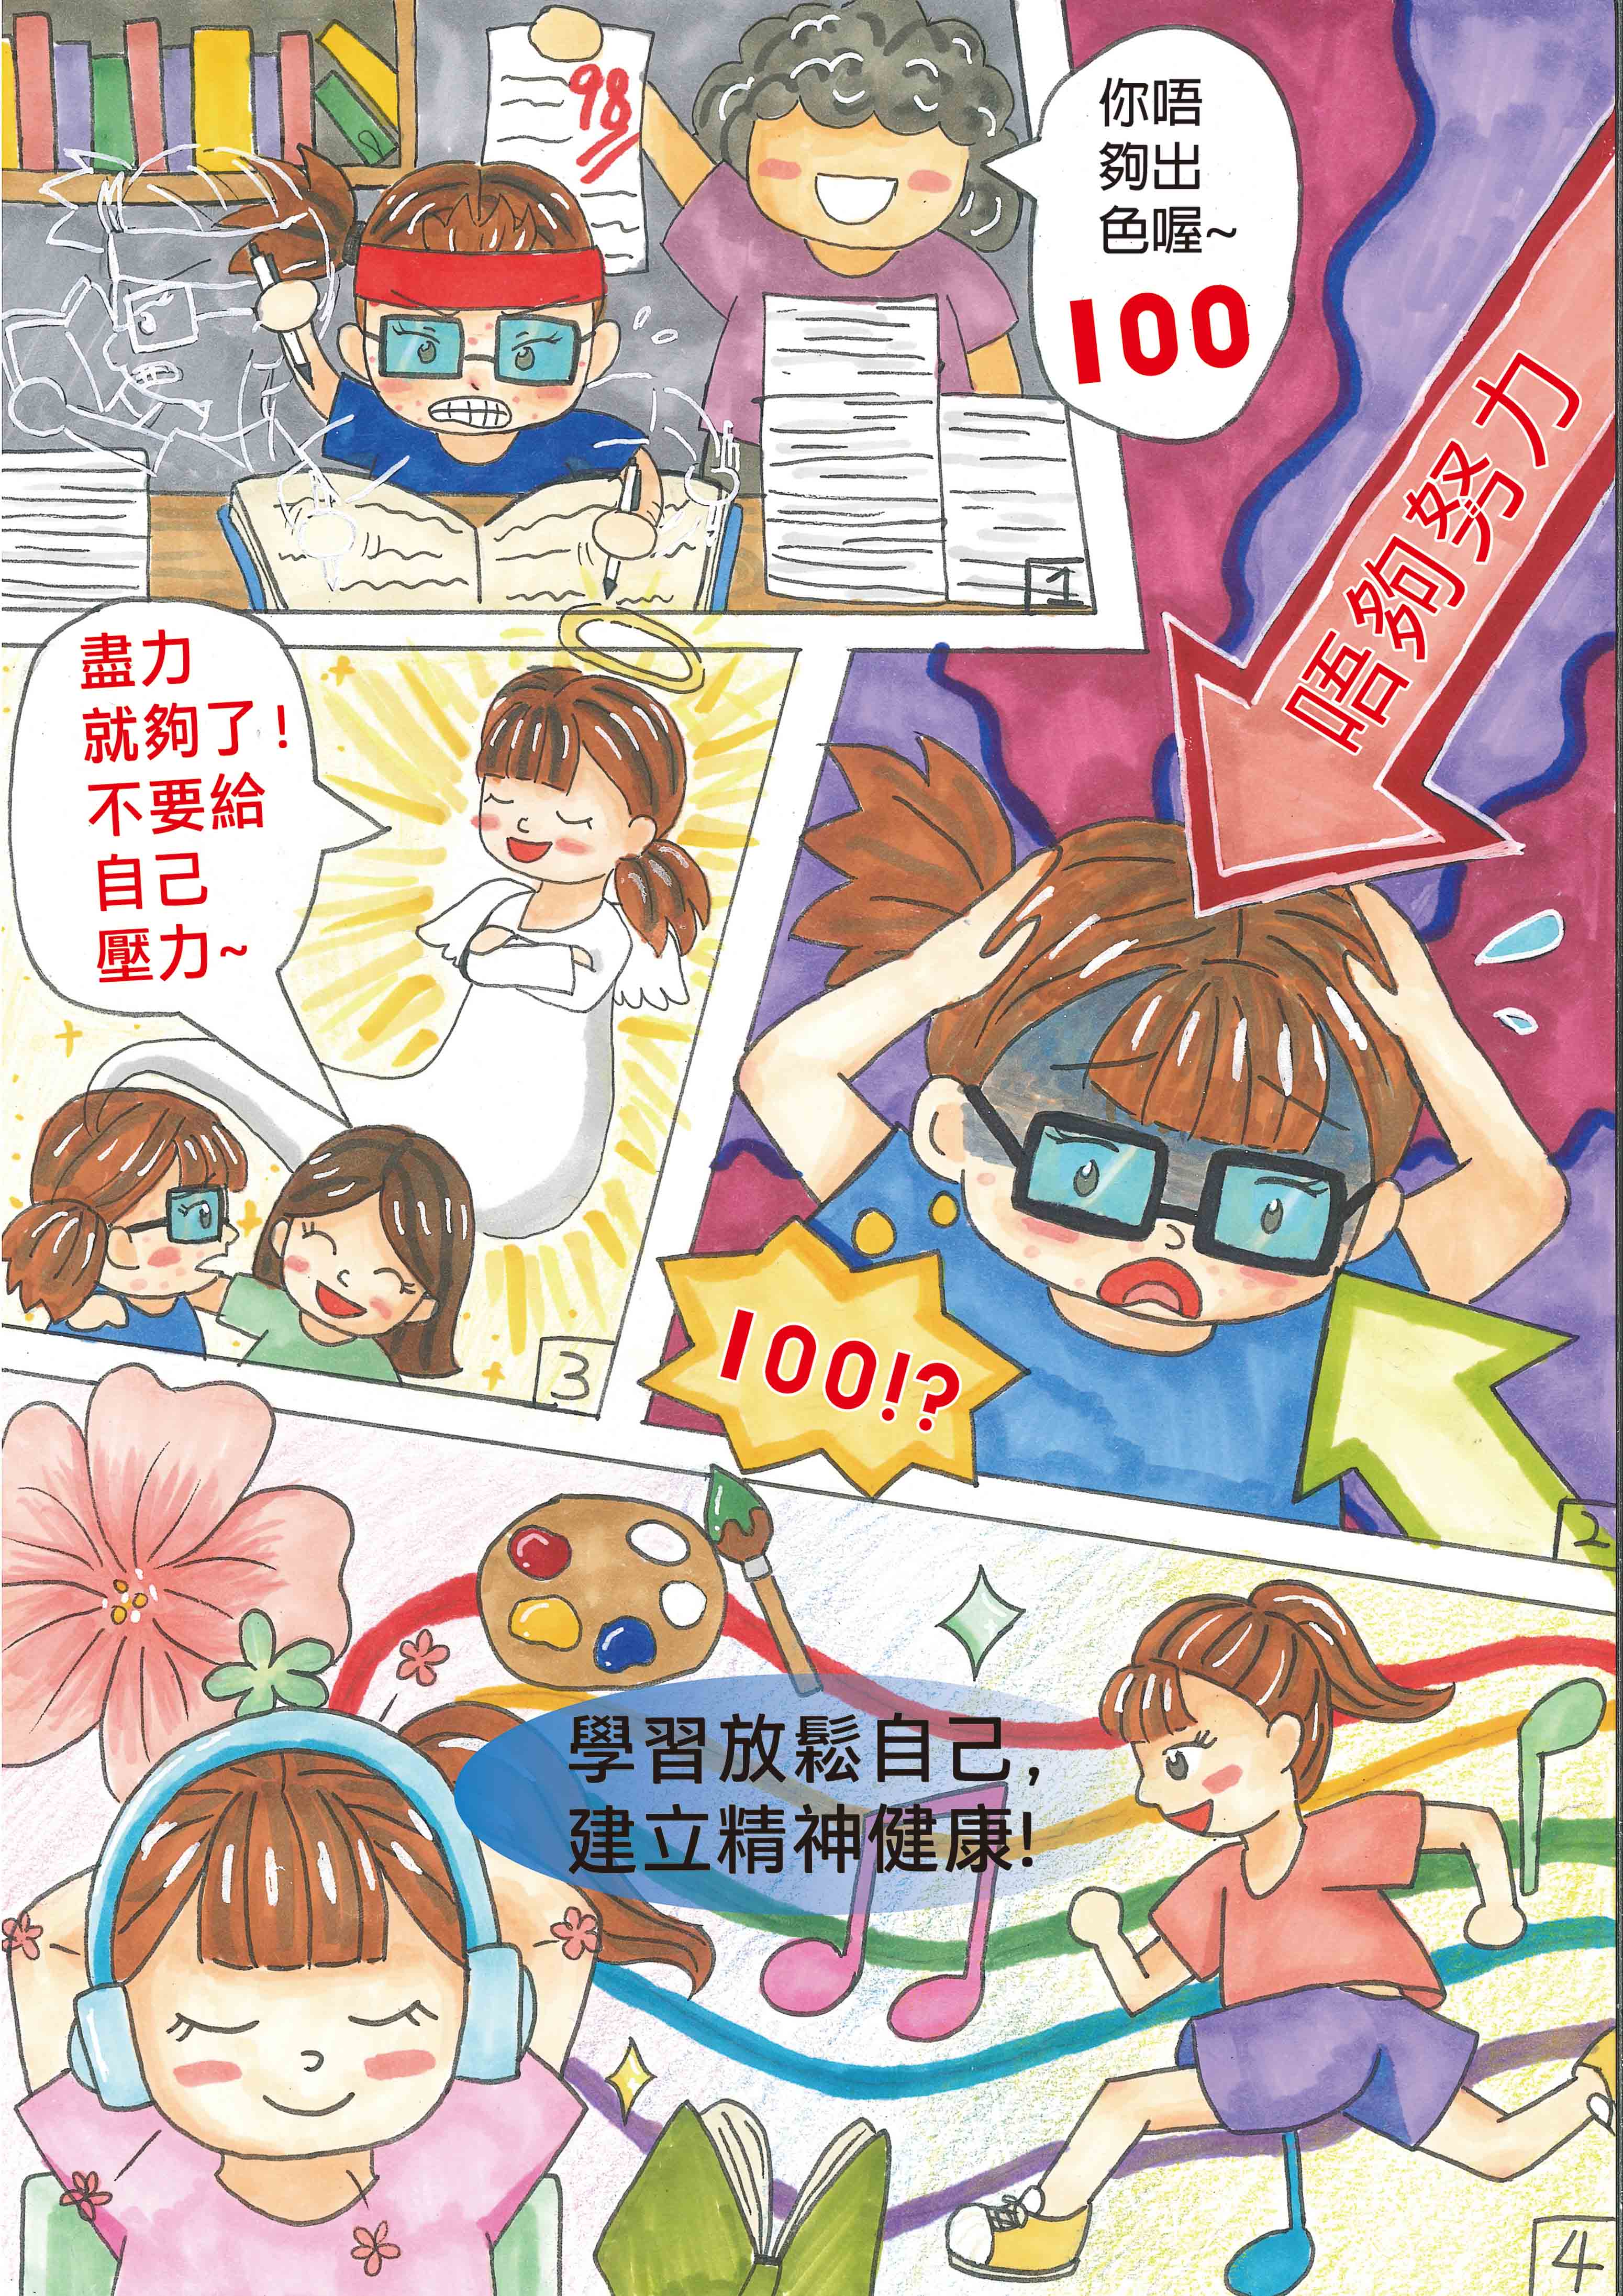 98
你唔
夠出
色喔~
100
1
唔夠努力
100!?
2
盡力
就夠了!
不要給
自己
壓力~
3
學習放鬆自己,
建立精神健康!
4